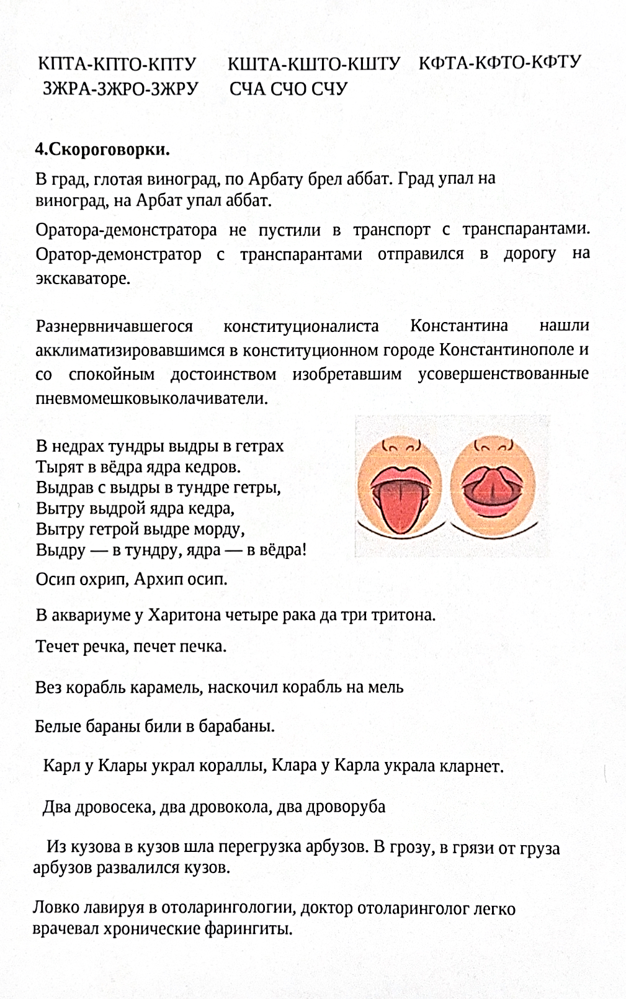 КПТА-КПТО-КПТУ КШТА-КШТО-КШТУ КФТА-КФТО-КФТУ
ЗЖРА-ЗЖРО-ЗЖРУ СЧА СЧО СЧУ
4.Скороговорки.
В град, глотая виноград, по Арбату брел аббат. Град упал на
виноград, на Арбат упал аббат.
Оратора-демонстратора не пустили в транспорт с транспарантами.
Оратор-демонстратор с транспарантами отправился в дорогу на
экскаваторе.
Разнервничавшегося конституционалиста Константина нашли
акклиматизировавшимся в конституционном городе Константинополе и
со спокойным достоинством изобретавшим усовершенствованные
пневмомешковыколачиватели.
В недрах тундры выдры в гетрах
Тырят в вёдра ядра кедров.
Выдрав с выдры в тундре гетры,
Вытру выдрой ядра кедра,
Вытру гетрой выдре морду,
Выдру — в тундру, ядра — в вёдра!
Осип охрип, Архип осип.
В аквариуме у Харитона четыре рака да три тритона.
Течет речка, печет печка.
Вез корабль карамель, наскочил корабль на мель
Белые бараны били в барабаны.
Карл у Клары украл кораллы, Клара у Карла украла кларнет.
Два дровосека, два дровокола, два дроворуба
Из кузова в кузов шла перегрузка арбузов. В грозу, в грязи от груза
арбузов развалился кузов.
Ловко лавируя в отоларингологии, доктор отоларинголог легко
врачевал хронические фарингиты.